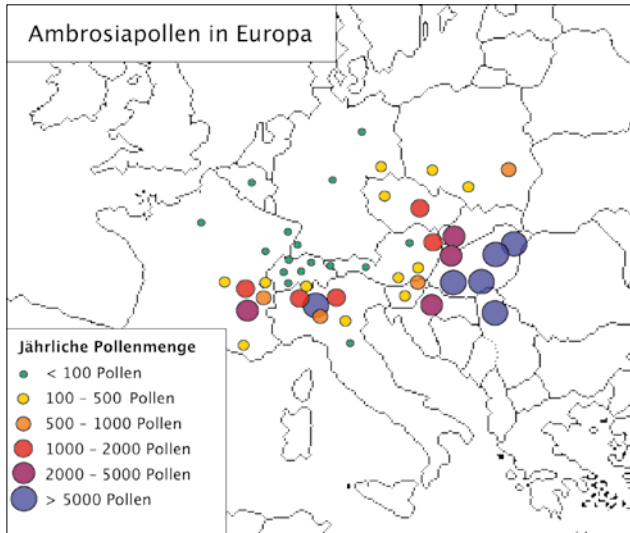 Ambrosiapollen in Europa
Jährliche Pollenmenge
< 100 Pollen
100 – 500 Pollen
500 – 1000 Pollen
1000 – 2000 Pollen
2000 – 5000 Pollen
> 5000 Pollen